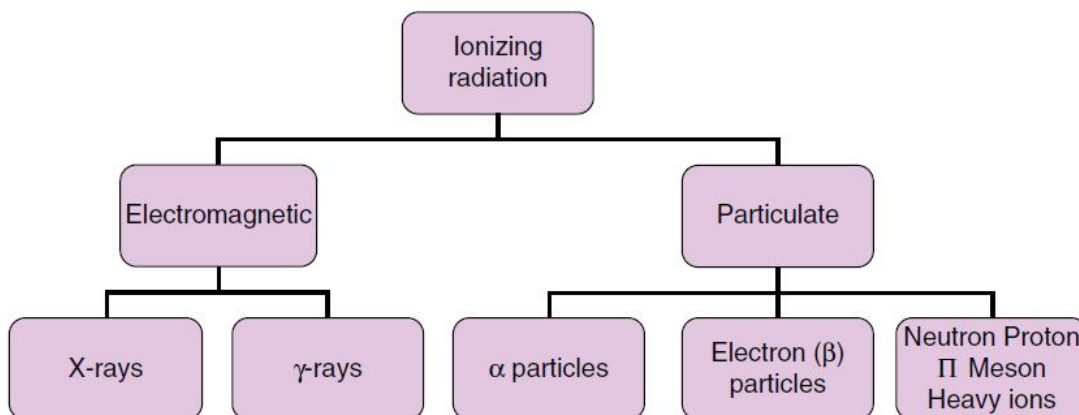 Ionizing
radiation
Electromagnetic
Particulate
X-rays
γ-rays
α particles
Electron (β)
particles
Neutron Proton
Π Meson
Heavy ions